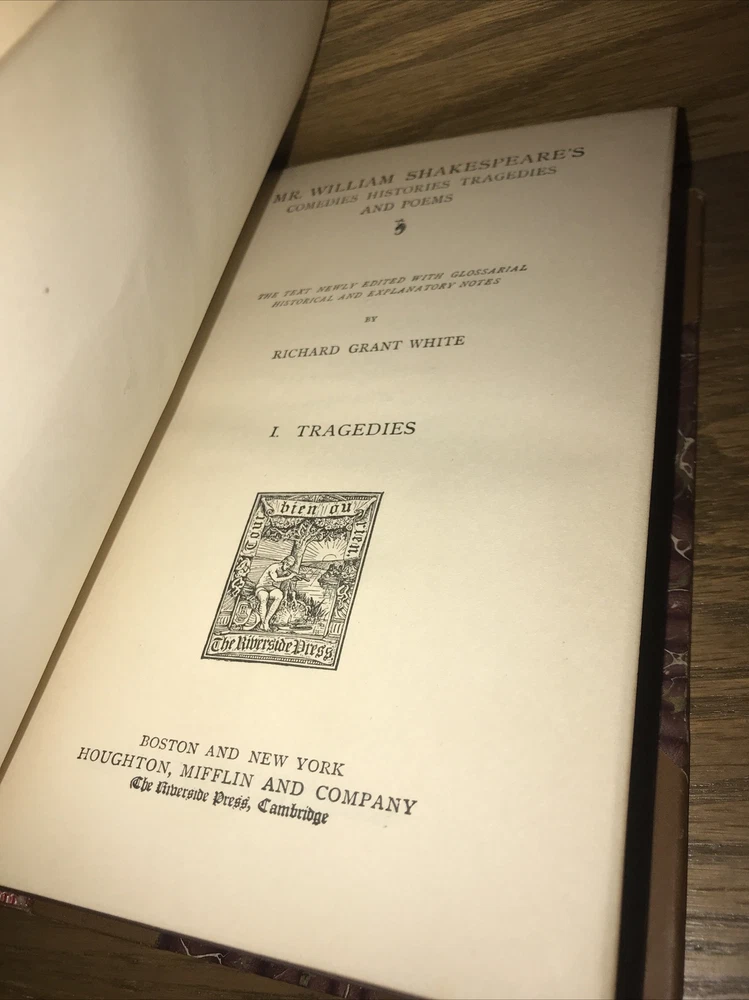 MR. WILLIAM SHAKESPEARE'S
COMEDIES HISTORIES TRAGEDIES
AND POEMS
THE TEXT NEWLY EDITED WITH GLOSSARIAL
HISTORICAL AND EXPLANATORY NOTES
BY
RICHARD GRANT WHITE
I. TRAGEDIES
Tout bien ou rien.
The Riverside Press
BOSTON AND NEW YORK
HOUGHTON, MIFFLIN AND COMPANY
The Riverside Press, Cambridge